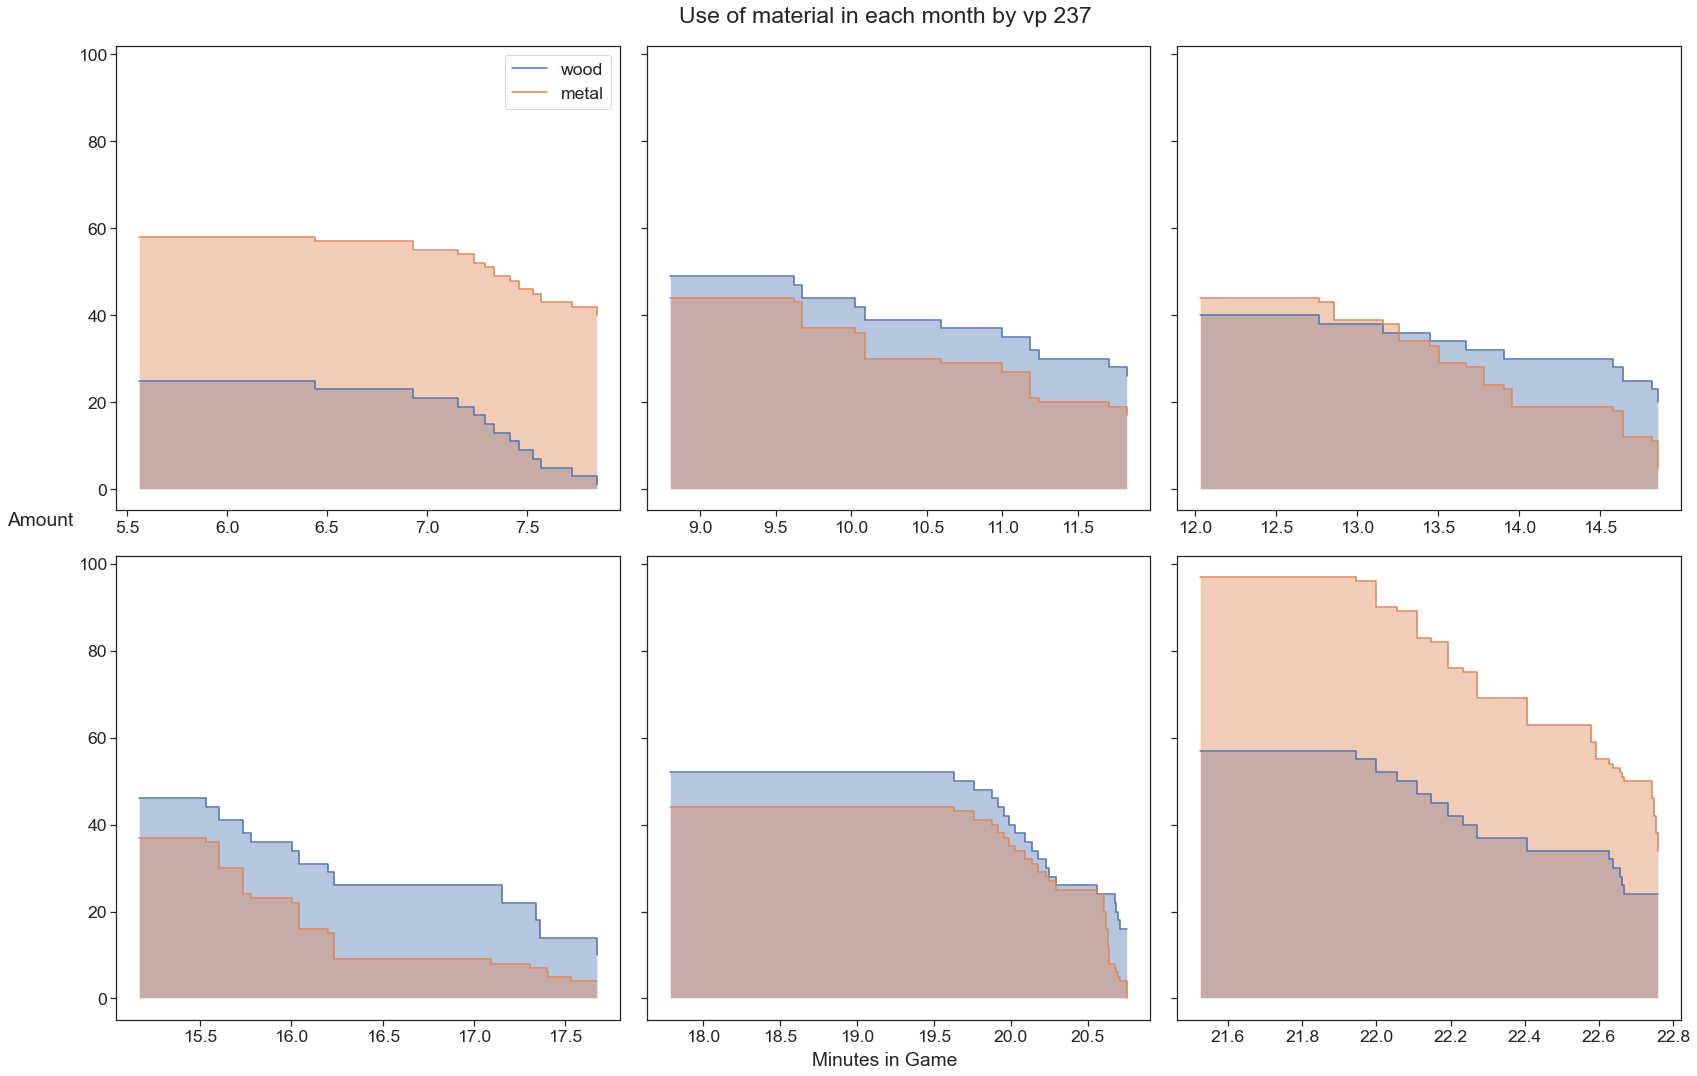 Use of material in each month by vp 237
wood
metal
100
80
60
40
20
0
5.5 6.0 6.5 7.0 7.5
9.0 9.5 10.0 10.5 11.0 11.5
12.0 12.5 13.0 13.5 14.0 14.5
Amount
100
80
60
40
20
0
15.5 16.0 16.5 17.0 17.5
18.0 18.5 19.0 19.5 20.0 20.5
21.6 21.8 22.0 22.2 22.4 22.6 22.8
Minutes in Game